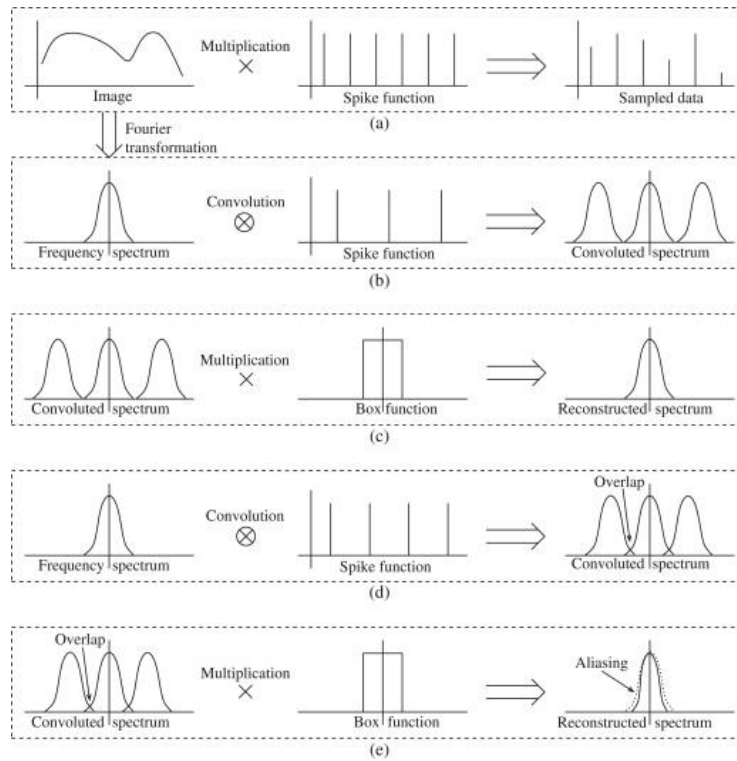 Multiplication
×
Image
Spike function
Sampled data
(a)
Fourier
transformation
Convolution
⊗
Frequency spectrum
Spike function
Convoluted spectrum
(b)
Multiplication
×
Convoluted spectrum
Box function
Reconstructed spectrum
(c)
Overlap
Convolution
⊗
Frequency spectrum
Spike function
Convoluted spectrum
(d)
Overlap
Multiplication
×
Aliasing
Convoluted spectrum
Box function
Reconstructed spectrum
(e)